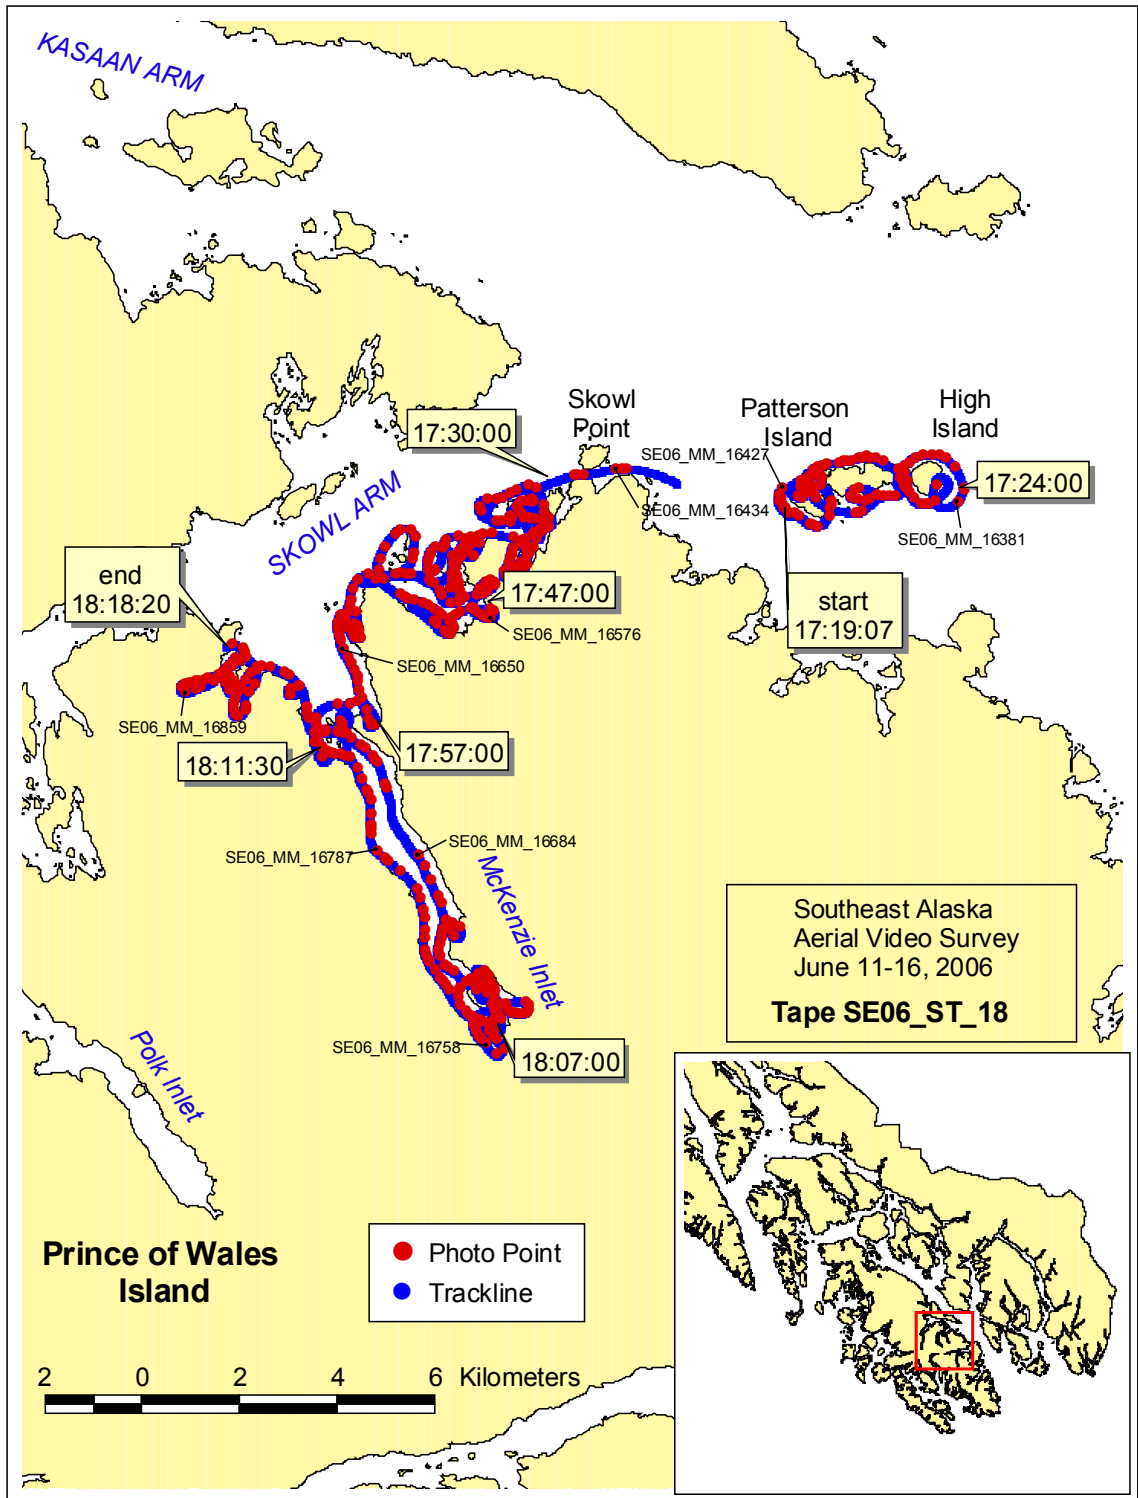 KASAAN ARM
Skowl
Point
Patterson
Island
High
Island
17:30:00
SE06_MM_16427
17:24:00
SKOWL ARM
SE06_MM_16434
SE06_MM_16381
end
18:18:20
17:47:00
start
17:19:07
SE06_MM_16576
SE06_MM_16650
SE06_MM_16859
18:11:30
17:57:00
SE06_MM_16787
SE06_MM_16684
McKenzie Inlet
Southeast Alaska
Aerial Video Survey
June 11-16, 2006
Tape SE06_ST_18
Polk Inlet
SE06_MM_16758
18:07:00
Prince of Wales
Island
Photo Point
Trackline
2 0 2 4 6 Kilometers